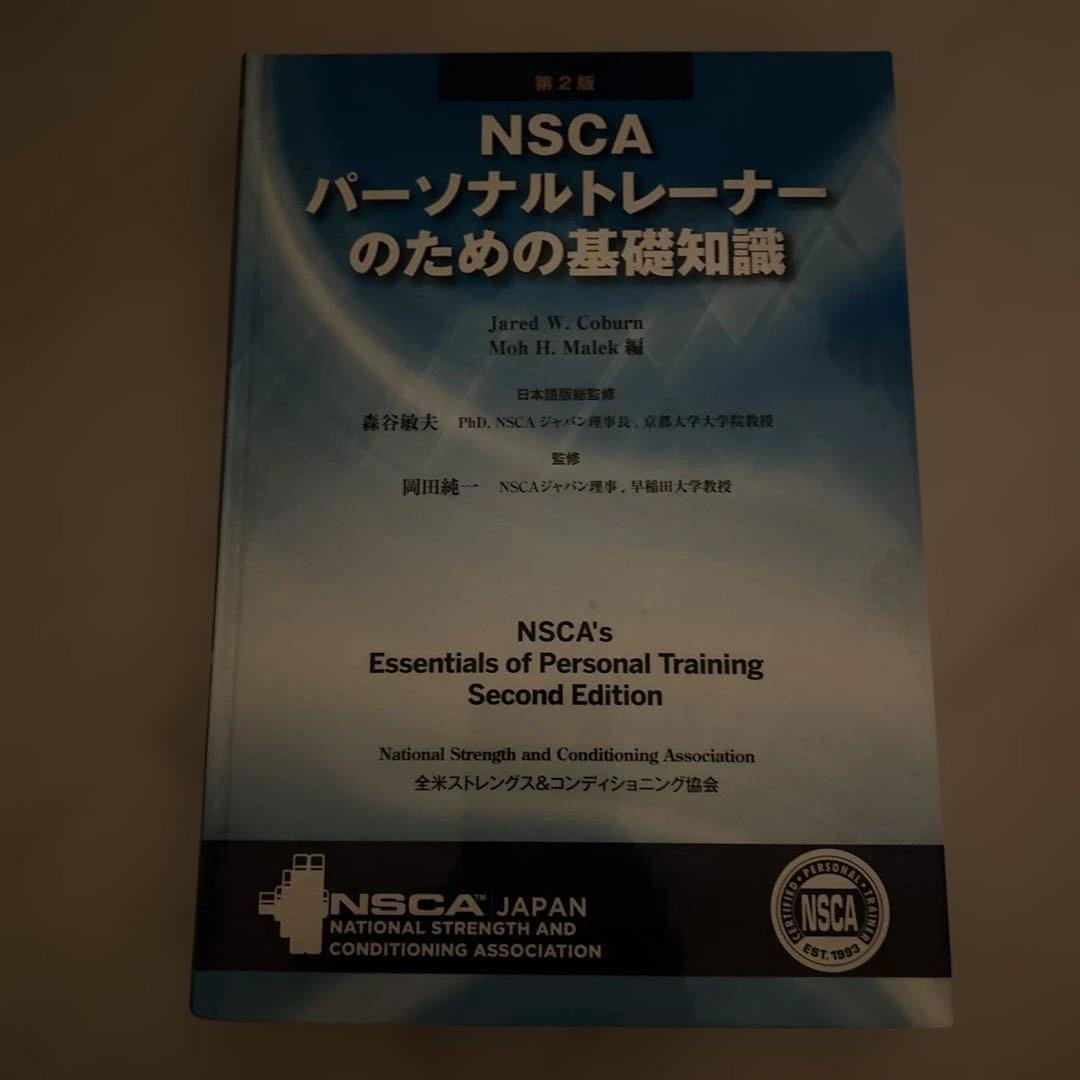 第2版
NSCA
パーソナルトレーナー
のための基礎知識
Jared W. Coburn
Moh H. Malek 編
日本語版総監修
森谷敏夫 PhD, NSCA ジャパン理事長, 京都大学大学院教授
監修
岡田純一 NSCAジャパン理事, 早稲田大学教授
NSCA's
Essentials of Personal Training
Second Edition
National Strength and Conditioning Association
全米ストレングス&コンディショニング協会
NSCA™ JAPAN
NATIONAL STRENGTH AND
CONDITIONING ASSOCIATION
CERTIFIED • PERSONAL • TRAINER
NSCA
EST. 1993